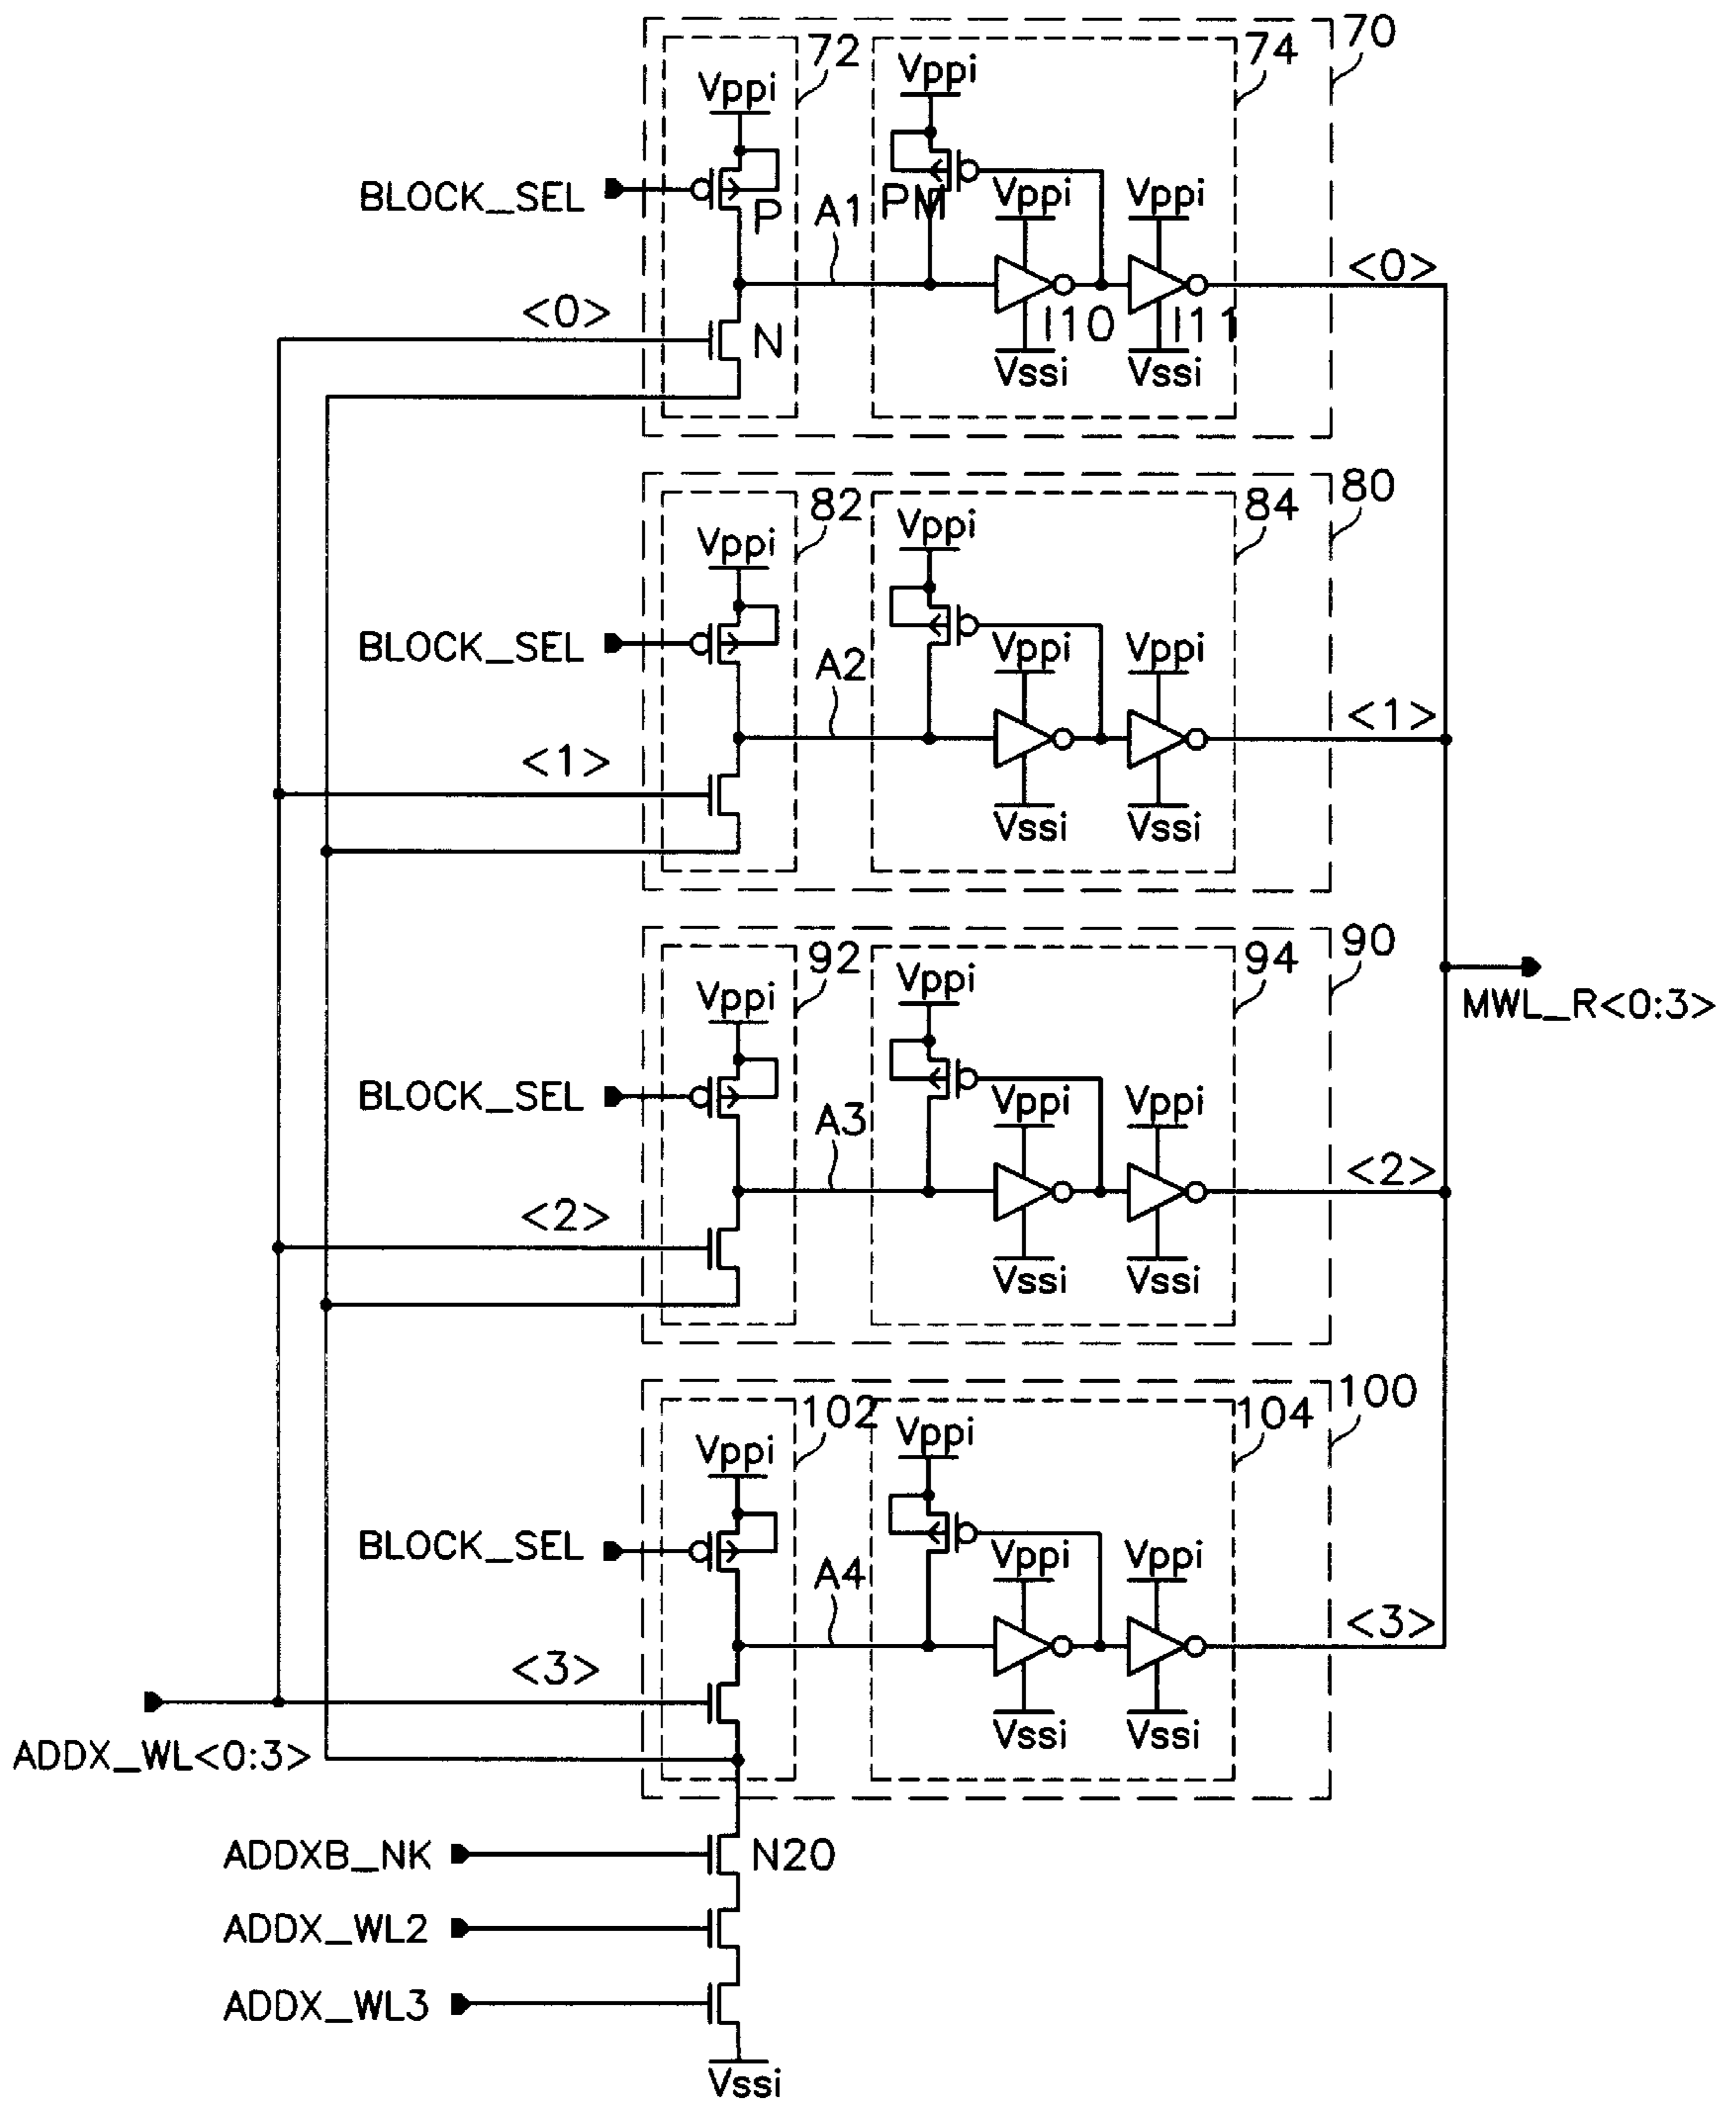 70
72
74
Vppi
Vppi
BLOCK_SEL
P
PM
A1
Vppi
Vppi
<0>
<0>
N
I10
I11
Vssi
Vssi
80
82
84
Vppi
Vppi
BLOCK_SEL
A2
Vppi
Vppi
<1>
<1>
Vssi
Vssi
90
92
94
Vppi
Vppi
BLOCK_SEL
A3
Vppi
Vppi
MWL_R<0:3>
<2>
<2>
Vssi
Vssi
100
102
104
Vppi
Vppi
BLOCK_SEL
A4
Vppi
Vppi
<3>
<3>
Vssi
Vssi
ADDX_WL<0:3>
ADDXB_NK
N20
ADDX_WL2
ADDX_WL3
Vssi